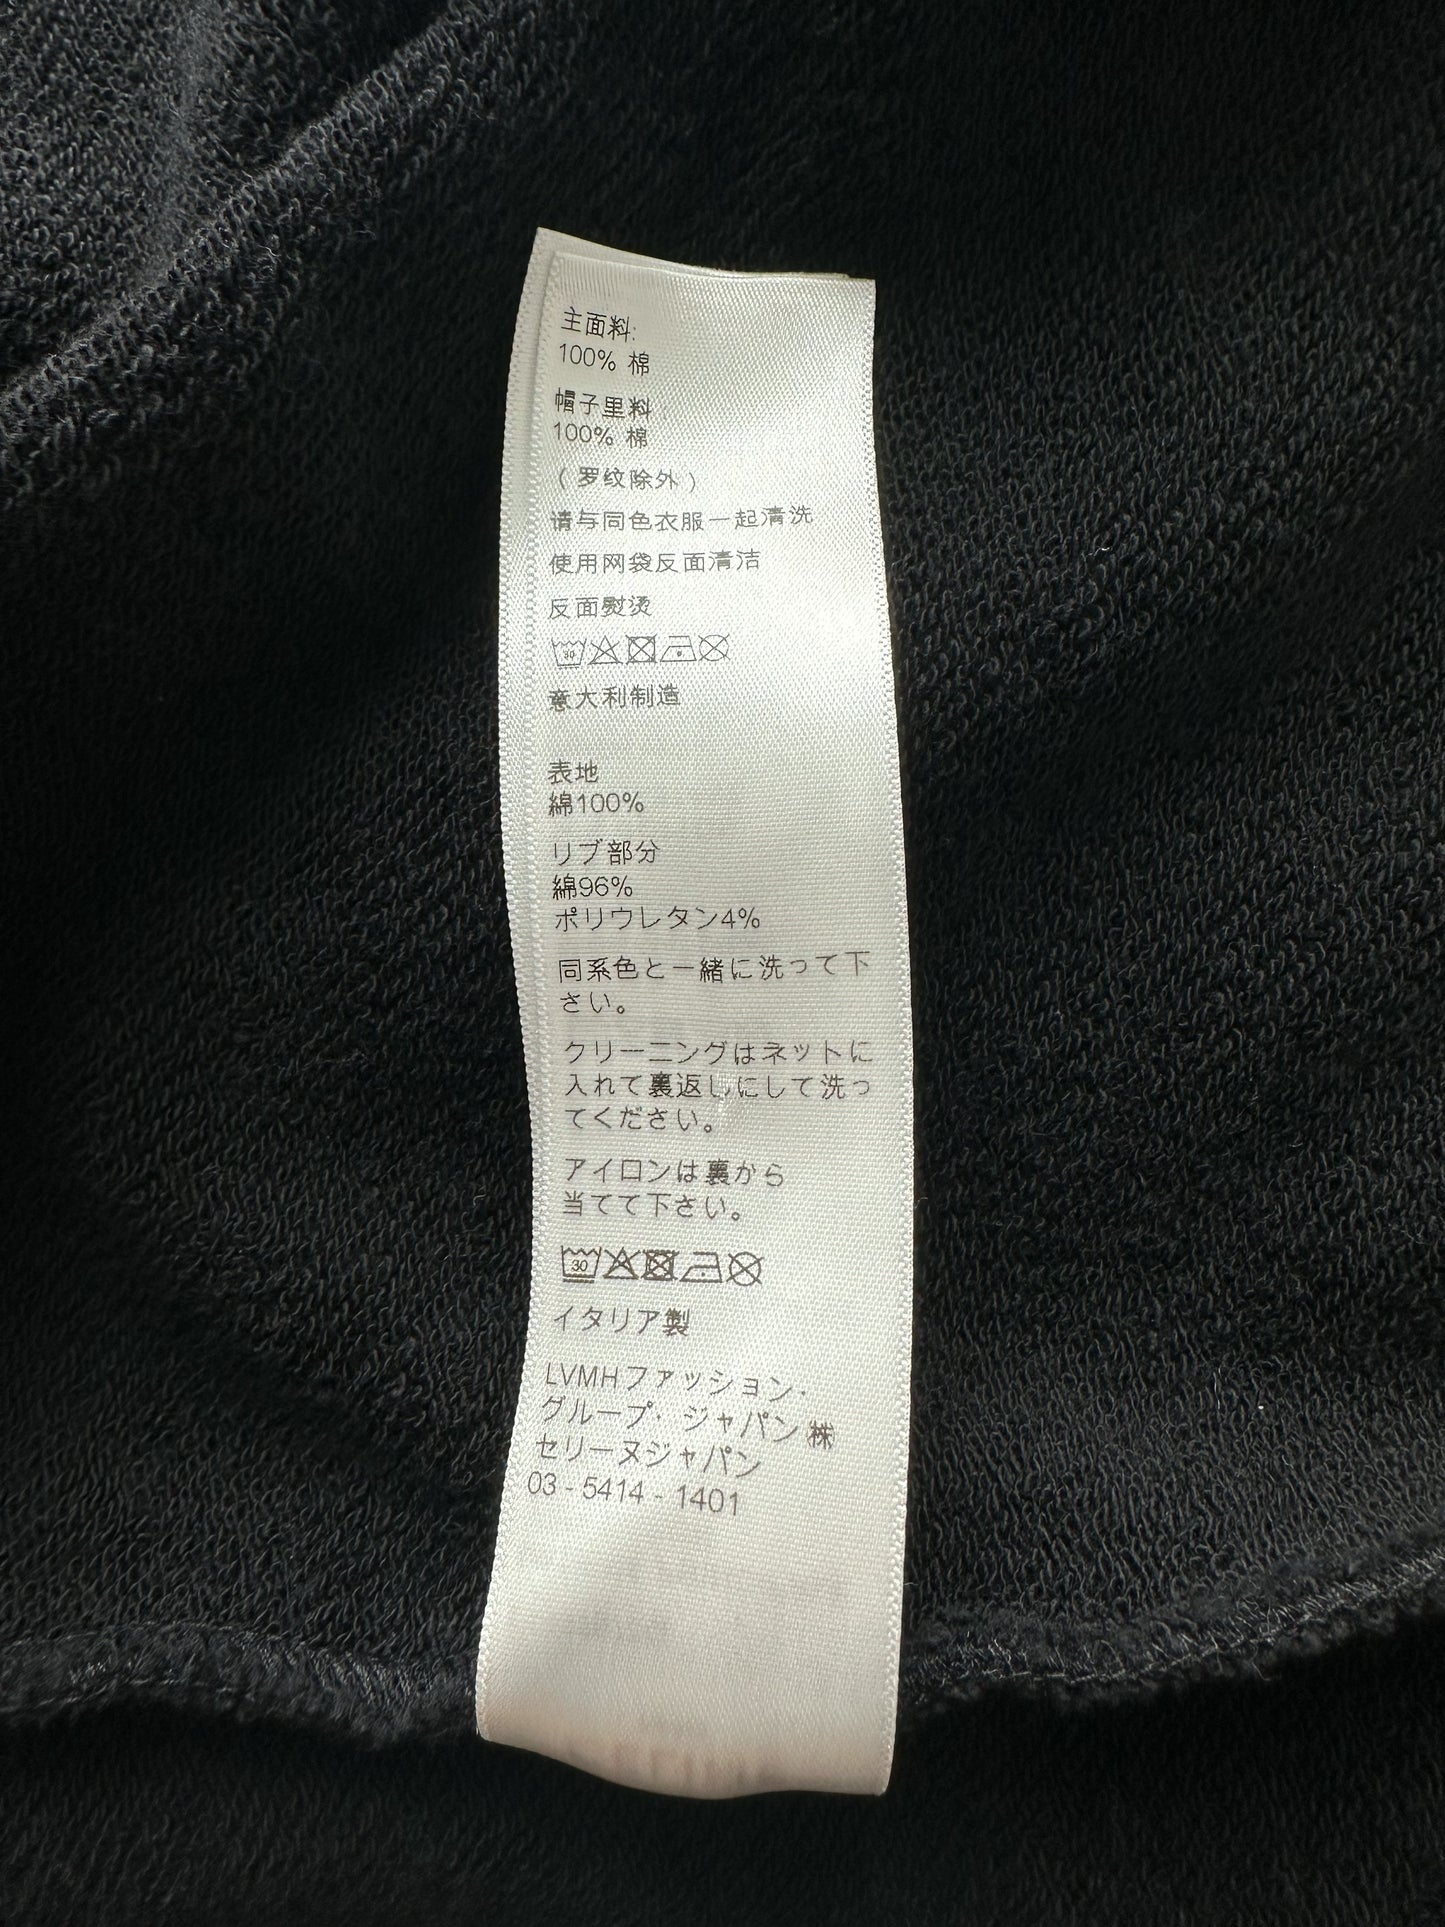 主面料:
100% 棉
帽子里料:
100% 棉
（罗纹除外）
请与同色衣服一起清洗
使用网袋反面清洁
反面熨烫
30
意大利制造
表地
綿100%
リブ部分
綿96%
ポリウレタン4%
同系色と一緒に洗って下
さい。
クリーニングはネットに
入れて裏返しにして洗っ
てください。
アイロンは裏から
当てて下さい。
30
イタリア製
LVMHファッション・
グループ・ジャパン㈱
セリーヌジャパン
03 - 5414 - 1401